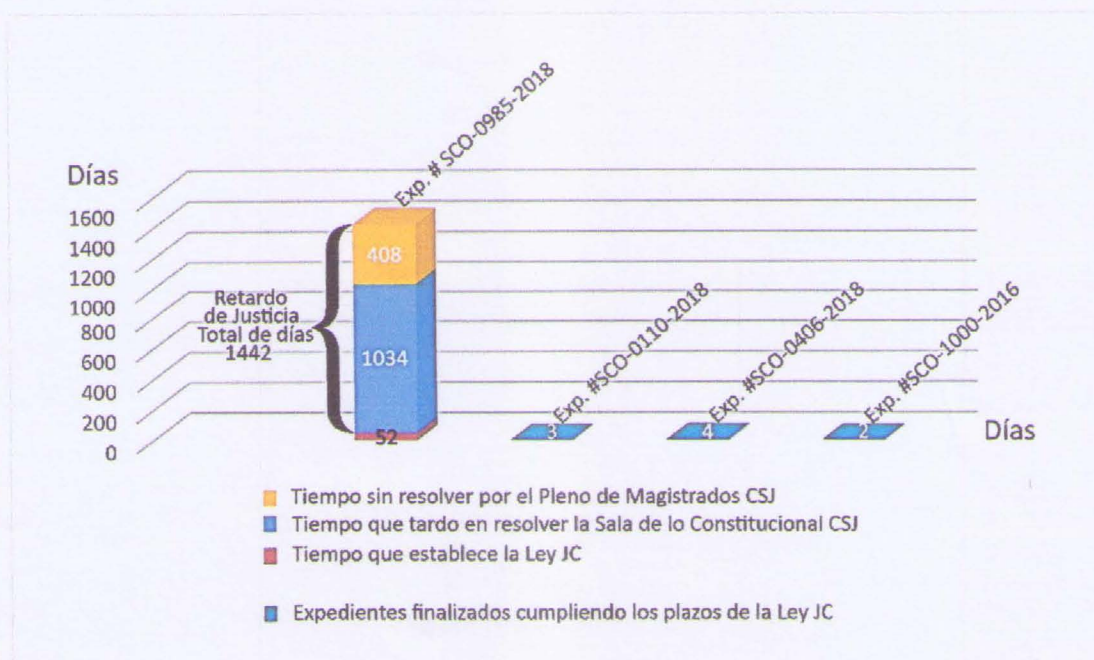 Exp. # SCO-0985-2018
Días
1600
1400
1200
1000
800
600
400
200
0
408
Retardo
de Justicia
Total de días
1442
1034
52
Exp. #SCO-0110-2018
3
Exp. #SCO-0406-2018
4
Exp. #SCO-1000-2016
2
Días
Tiempo sin resolver por el Pleno de Magistrados CSJ
Tiempo que tardo en resolver la Sala de lo Constitucional CSJ
Tiempo que establece la Ley JC
Expedientes finalizados cumpliendo los plazos de la Ley JC